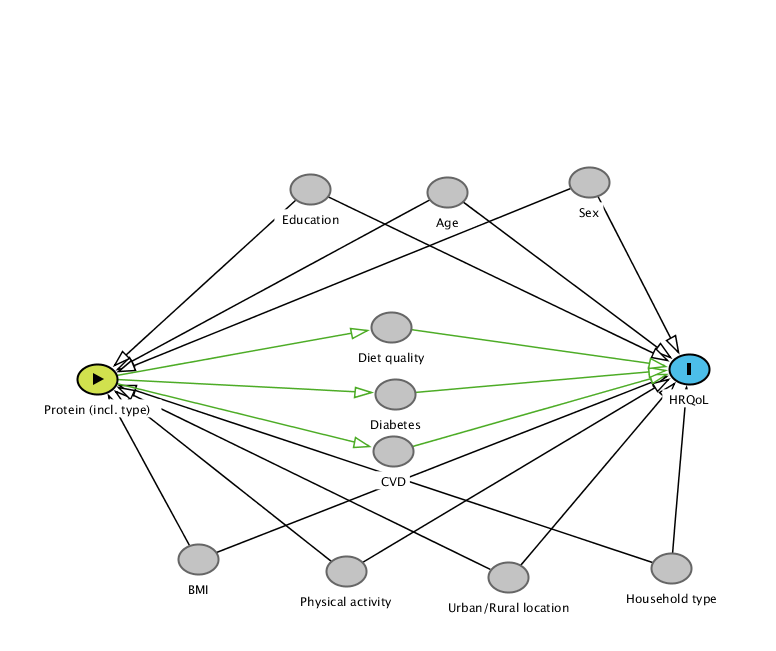 Education
Age
Sex
Diet quality
Protein (incl. type)
HRQoL
Diabetes
CVD
BMI
Physical activity
Urban/Rural location
Household type